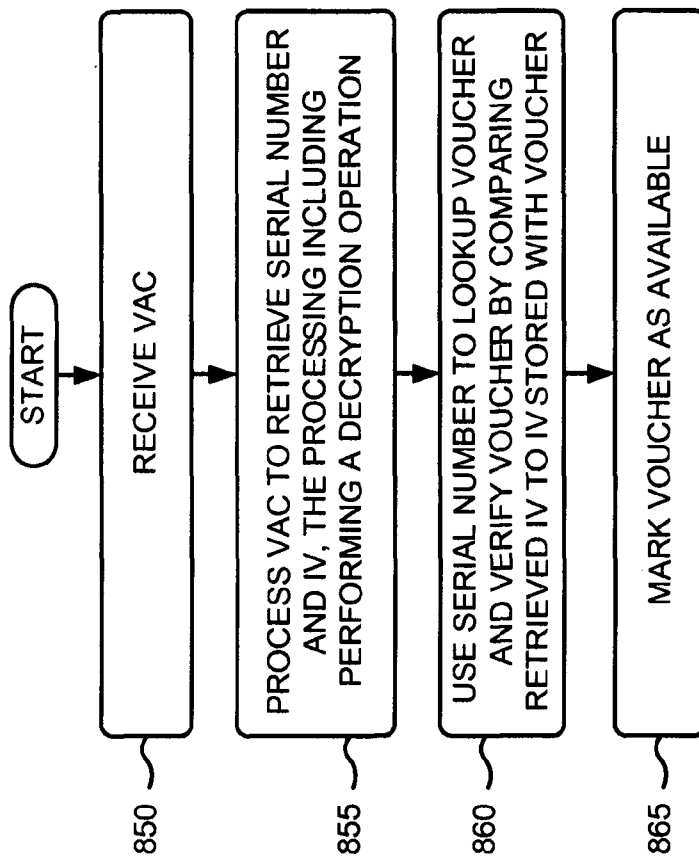 START
RECEIVE VAC
850
PROCESS VAC TO RETRIEVE SERIAL NUMBER
AND IV, THE PROCESSING INCLUDING
PERFORMING A DECRYPTION OPERATION
855
USE SERIAL NUMBER TO LOOKUP VOUCHER
AND VERIFY VOUCHER BY COMPARING
RETRIEVED IV TO IV STORED WITH VOUCHER
860
MARK VOUCHER AS AVAILABLE
865